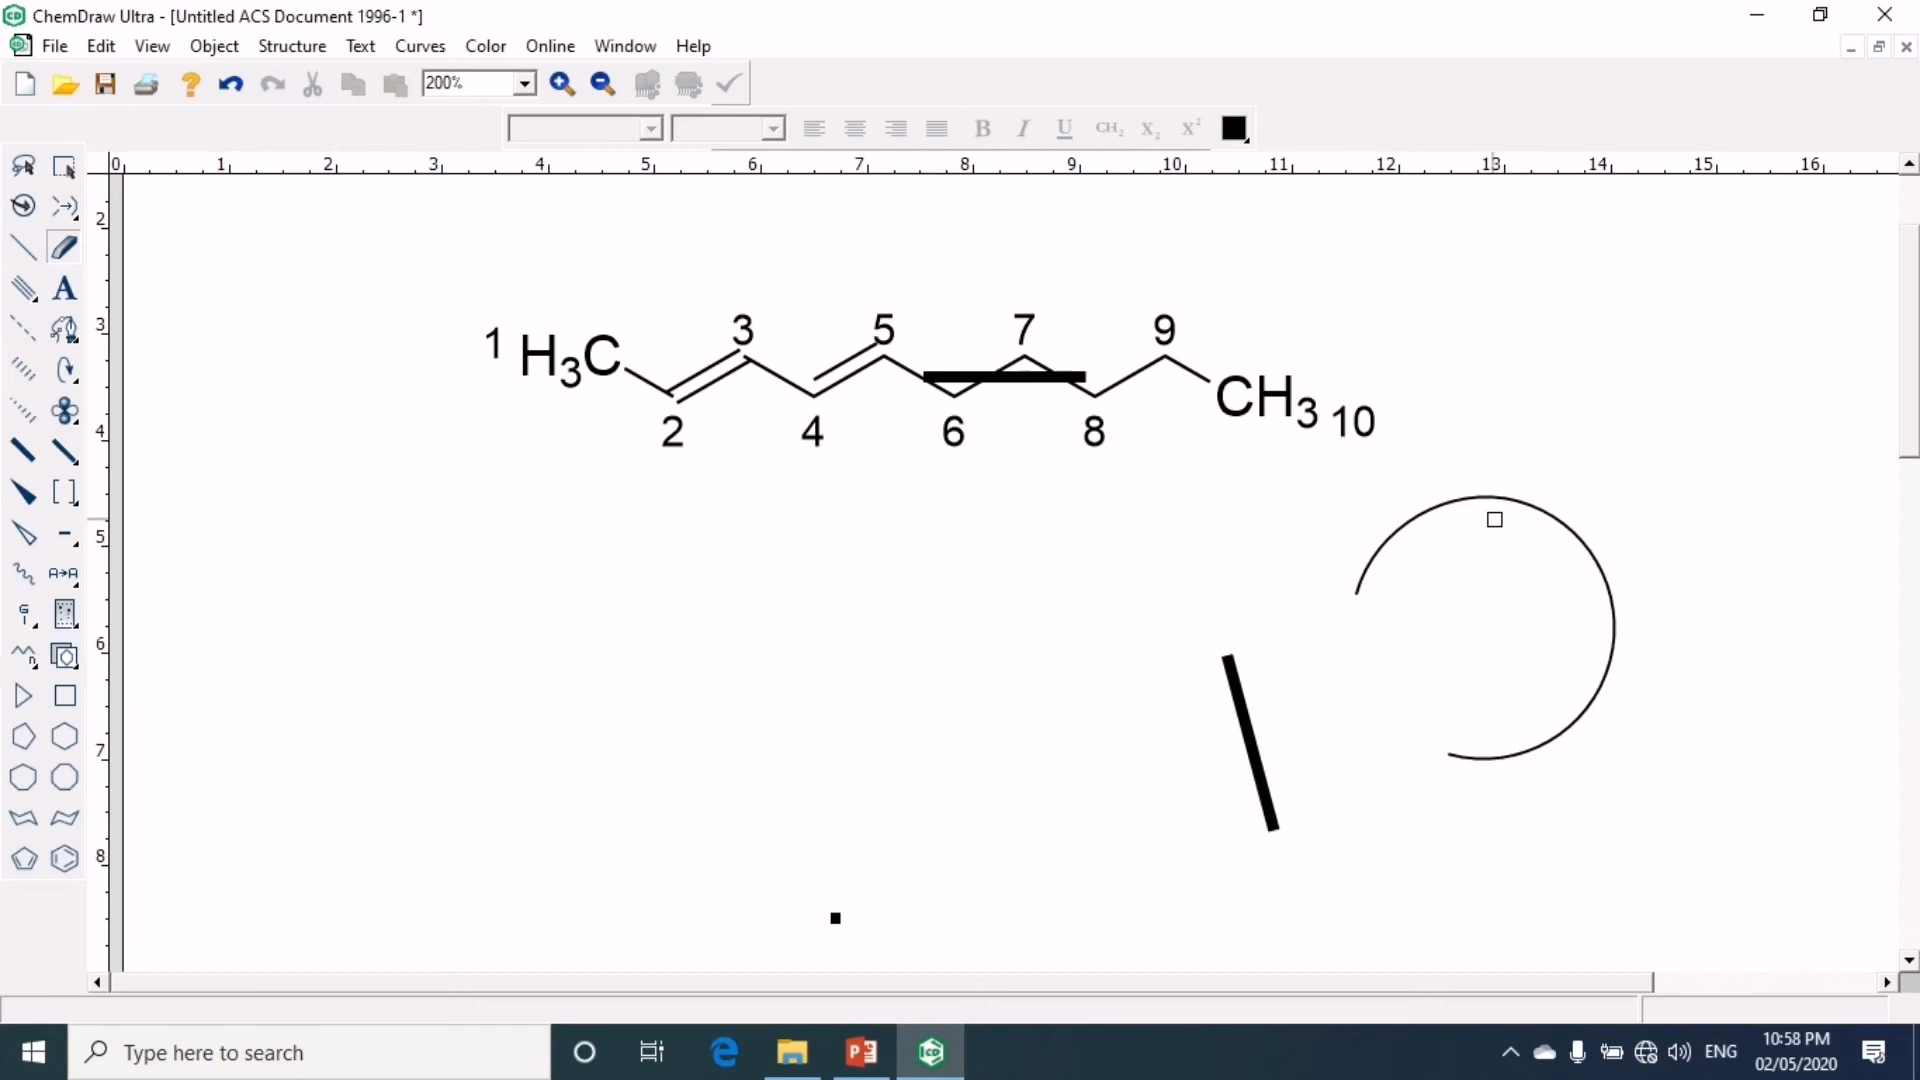 ChemDraw Ultra - [Untitled ACS Document 1996-1 *]
File Edit View Object Structure Text Curves Color Online Window Help
200%
B I U CH₂ X₂ X²
0 1 2 3 4 5 6 7 8 9 10 11 12 13 14 15 16
2
3
4
5
6
7
8
A
A→A
G
I
n
1 H₃C 2 3 4 5 6 7 8 9 CH₃ 10
Type here to search
ENG
10:58 PM
02/05/2020